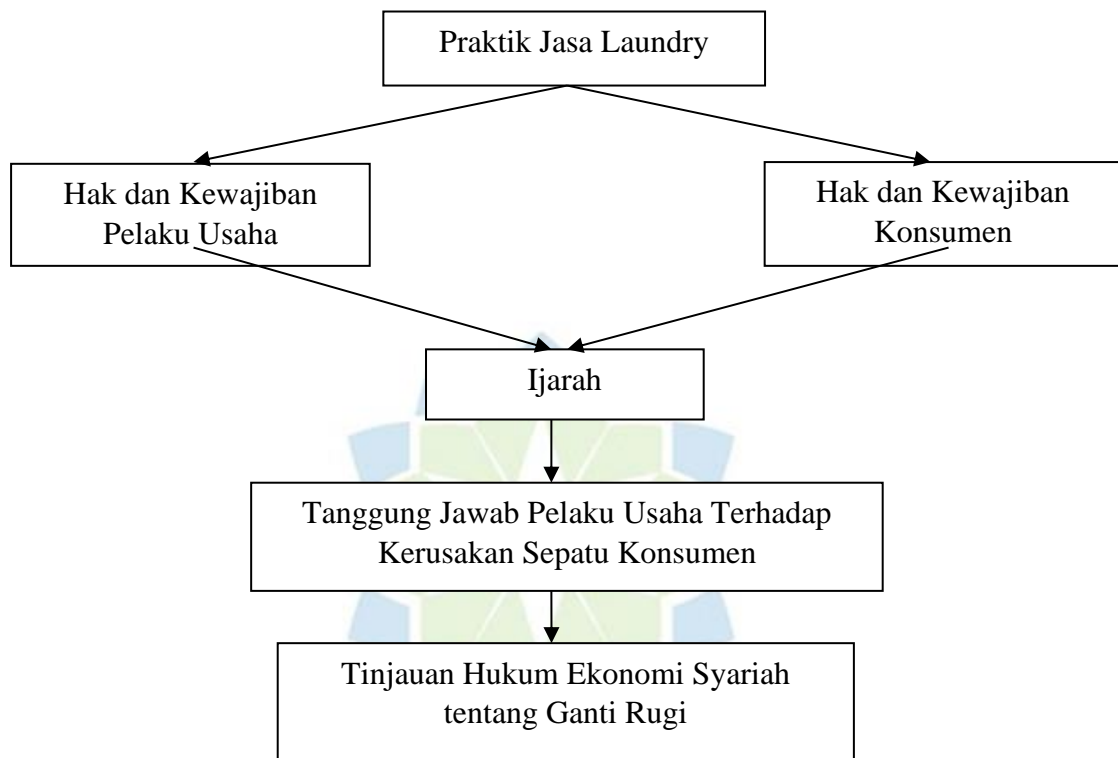 Praktik Jasa Laundry
Hak dan Kewajiban
Pelaku Usaha
Hak dan Kewajiban
Konsumen
Ijarah
Tanggung Jawab Pelaku Usaha Terhadap
Kerusakan Sepatu Konsumen
Tinjauan Hukum Ekonomi Syariah
tentang Ganti Rugi